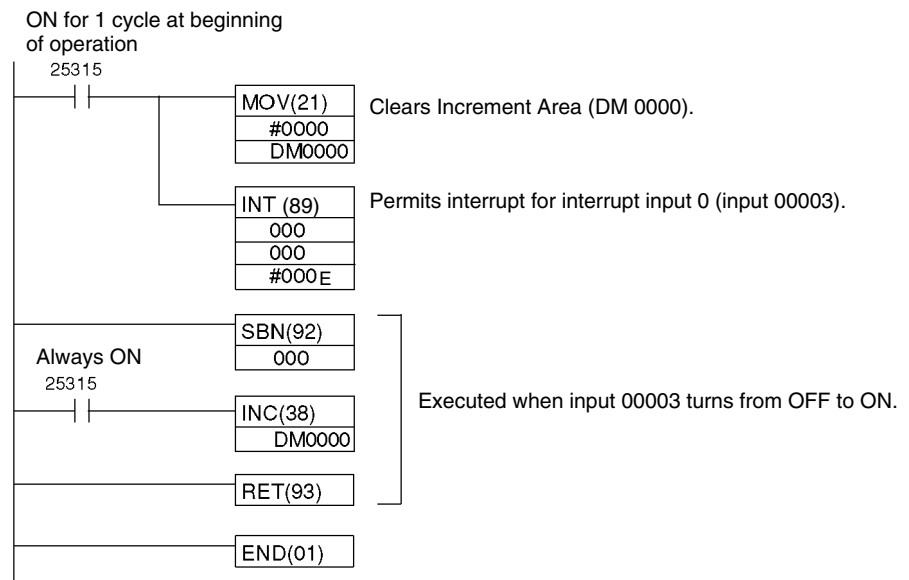 ON for 1 cycle at beginning
of operation
25315
MOV(21)
#0000
DM0000
Clears Increment Area (DM 0000).
INT (89)
000
000
#000E
Permits interrupt for interrupt input 0 (input 00003).
SBN(92)
000
Always ON
25315
INC(38)
DM0000
Executed when input 00003 turns from OFF to ON.
RET(93)
END(01)